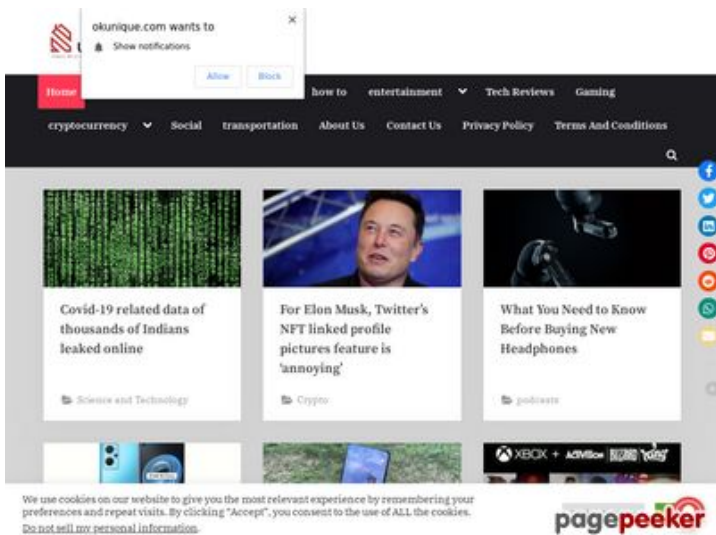 okunique.com wants to
Show notifications
Allow
Block
Home
how to
entertainment
Tech Reviews
Gaming
cryptocurrency
Social
transportation
About Us
Contact Us
Privacy Policy
Terms And Conditions
Covid-19 related data of
thousands of Indians
leaked online
Science and Technology
For Elon Musk, Twitter's
NFT linked profile
pictures feature is
'annoying'
Crypto
What You Need to Know
Before Buying New
Headphones
podcasts
XBOX + ACTIVISION BLIZZARD King
We use cookies on our website to give you the most relevant experience by remembering your
preferences and repeat visits. By clicking "Accept", you consent to the use of ALL the cookies.
Do not sell my personal information.
pagepeeker